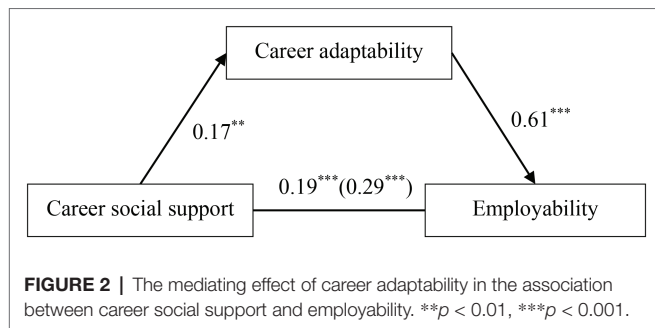 Career adaptability
0.17**
0.61***
0.19***(0.29***)
Career social support
Employability
FIGURE 2 | The mediating effect of career adaptability in the association
between career social support and employability. **p < 0.01, ***p < 0.001.